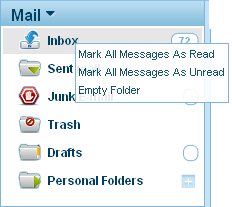 Mail
Inbox 72
Mark All Messages As Read
Mark All Messages As Unread
Empty Folder
Sent
Junk E-mail
Trash
Drafts
Personal Folders